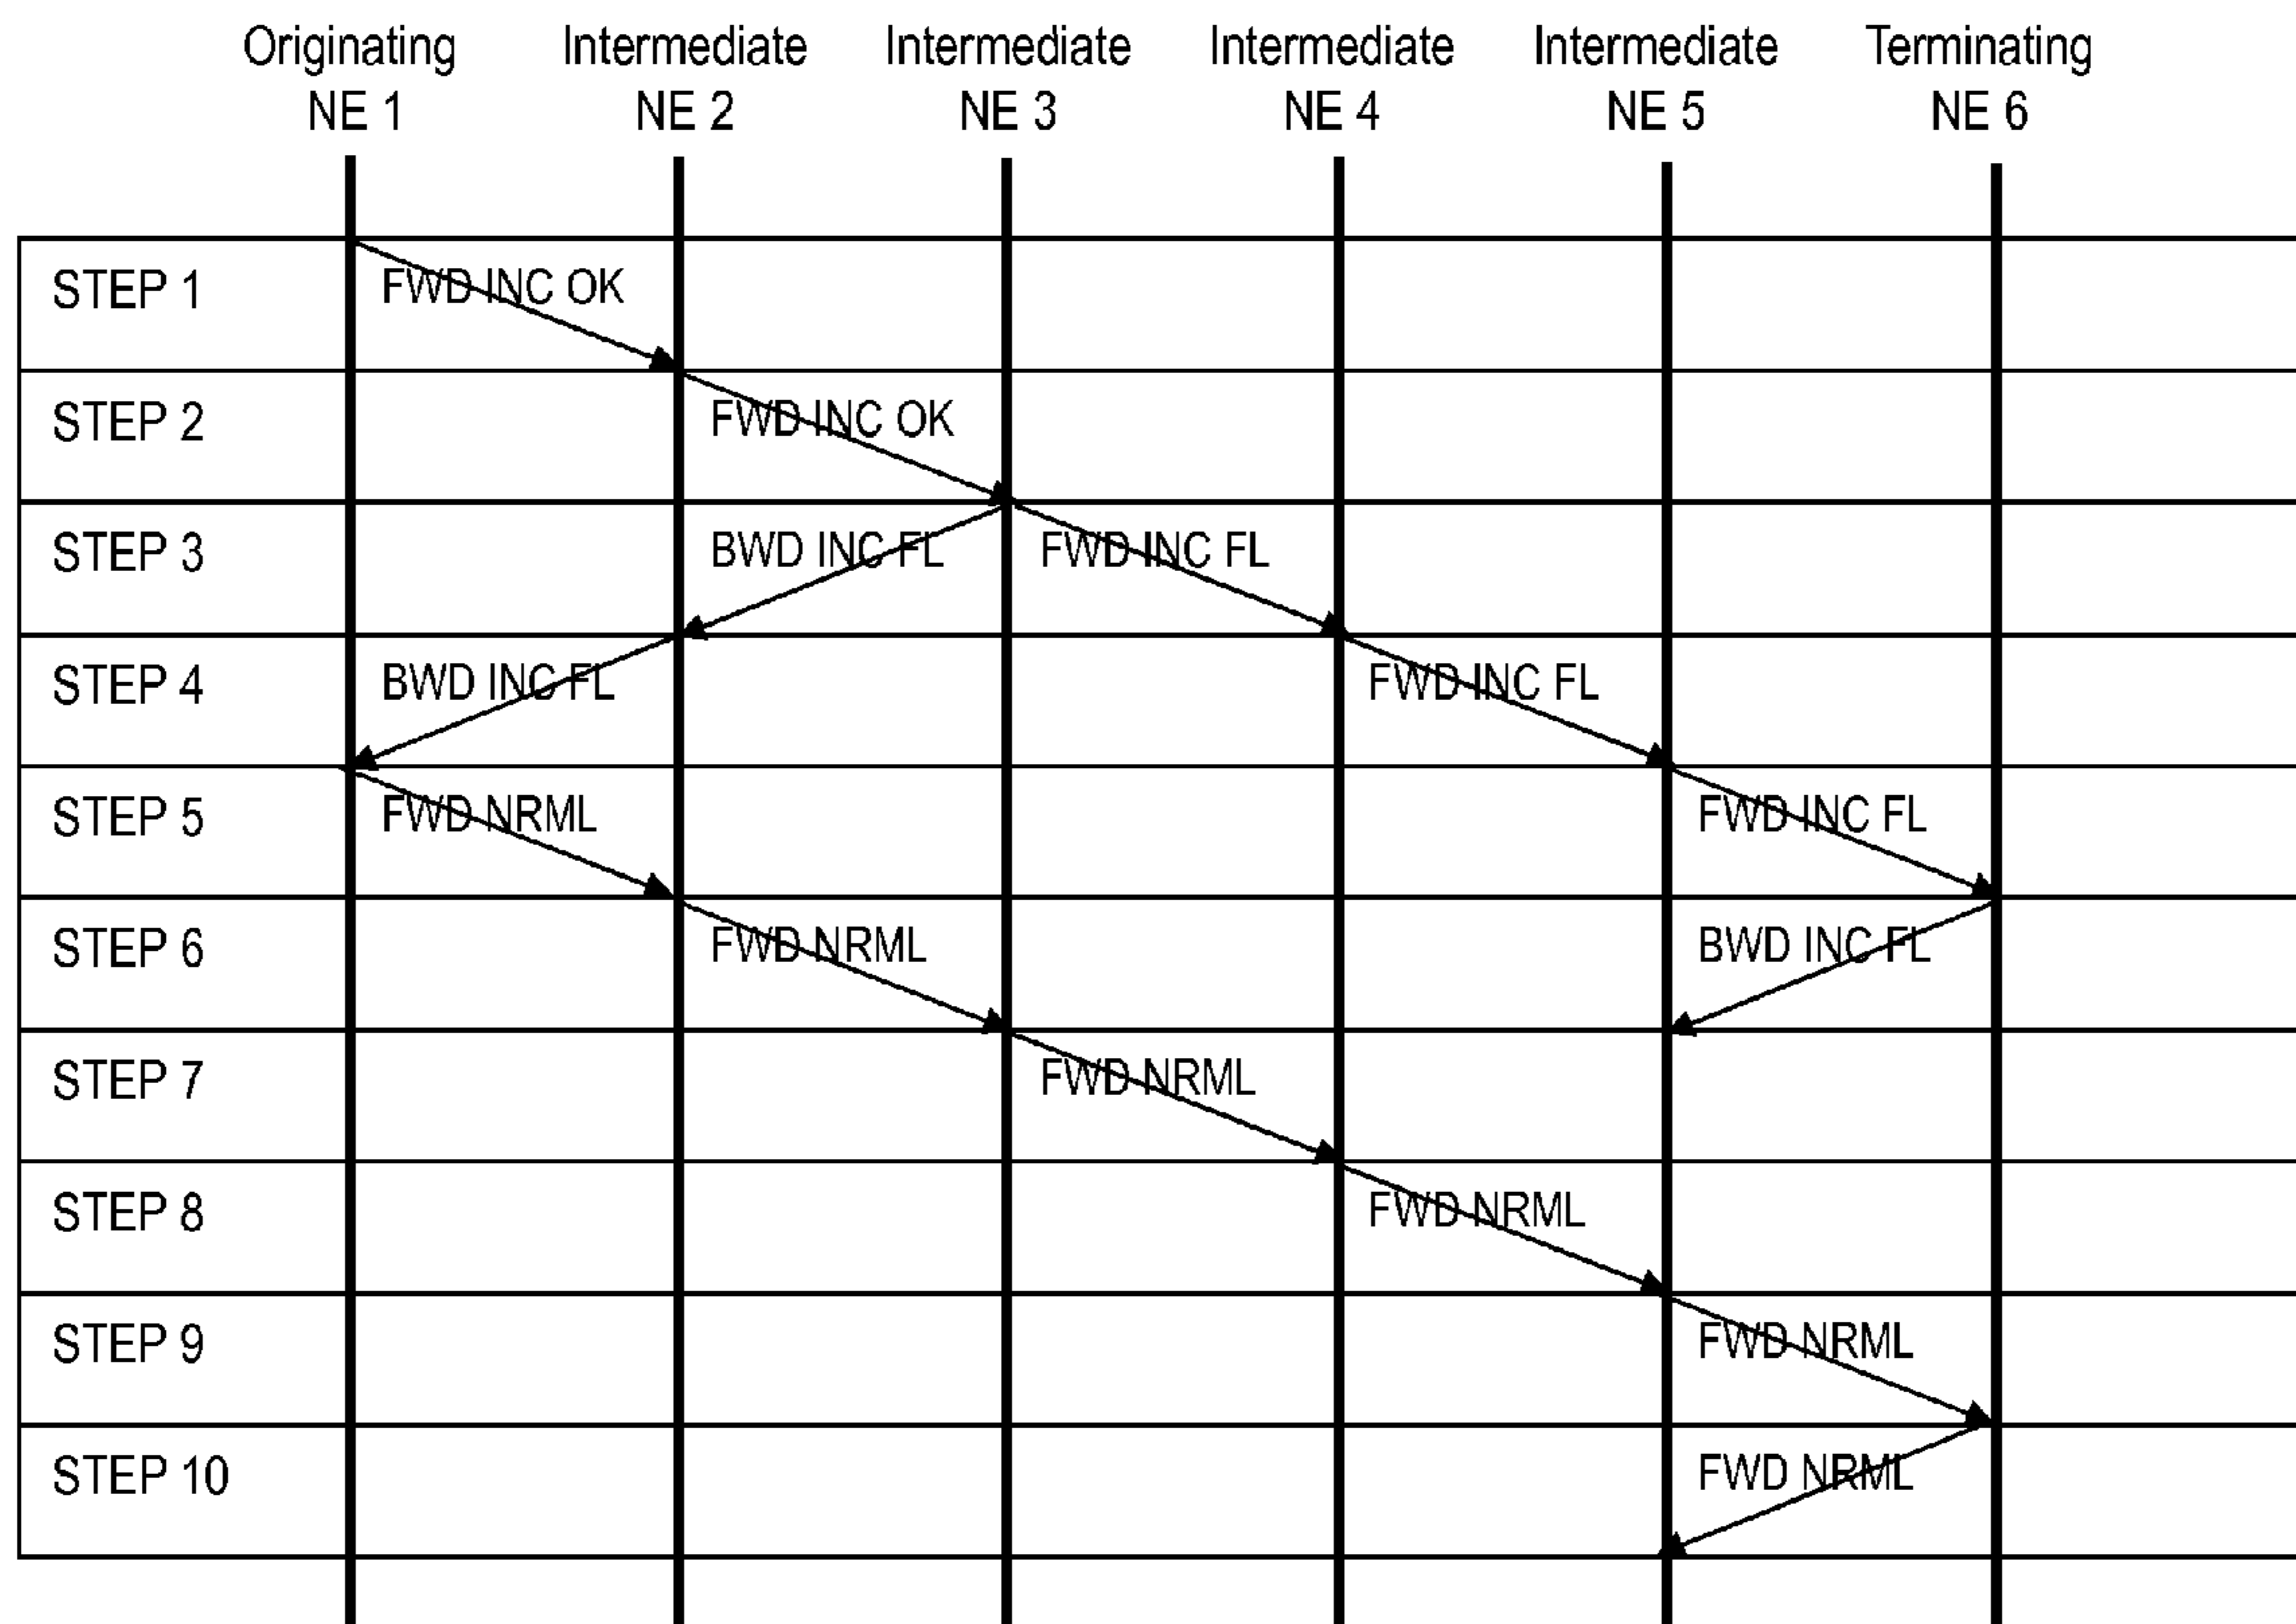 Originating Intermediate Intermediate Intermediate Intermediate Terminating
NE 1 NE 2 NE 3 NE 4 NE 5 NE 6
STEP 1 FWD INC OK
STEP 2 FWD INC OK
STEP 3 BWD INC FL FWD INC FL
STEP 4 BWD INC FL FWD INC FL
STEP 5 FWD NRML FWD INC FL
STEP 6 FWD NRML BWD INC FL
STEP 7 FWD NRML
STEP 8 FWD NRML
STEP 9 FWD NRML
STEP 10 FWD NRML